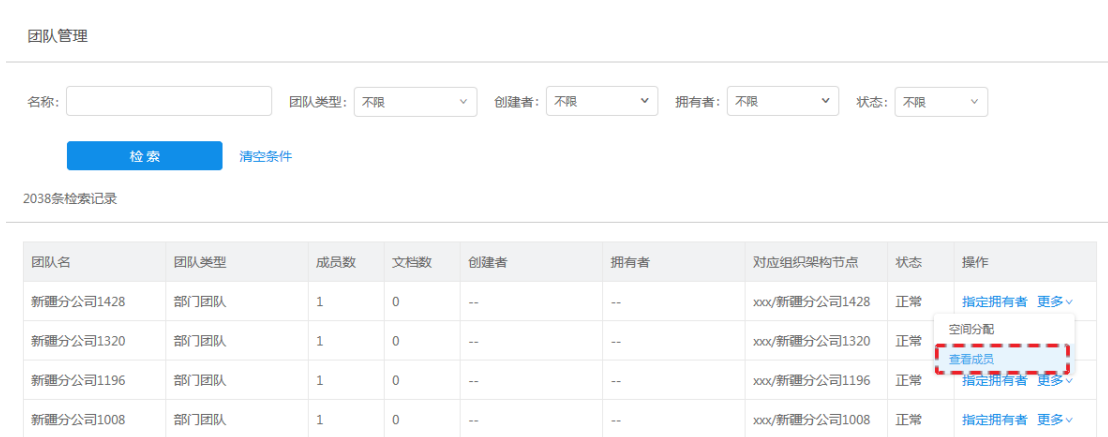 团队管理
名称: 团队类型: 不限 创建者: 不限 拥有者: 不限 状态: 不限
检 索 清空条件
2038条检索记录
团队名 团队类型 成员数 文档数 创建者 拥有者 对应组织架构节点 状态 操作
新疆分公司1428 部门团队 1 0 -- -- xxx/新疆分公司1428 正常 指定拥有者 更多
空间分配
新疆分公司1320 部门团队 1 0 -- -- xxx/新疆分公司1320 正常
查看成员
新疆分公司1196 部门团队 1 0 -- -- xxx/新疆分公司1196 正常 指定拥有者 更多
新疆分公司1008 部门团队 1 0 -- -- xxx/新疆分公司1008 正常 指定拥有者 更多